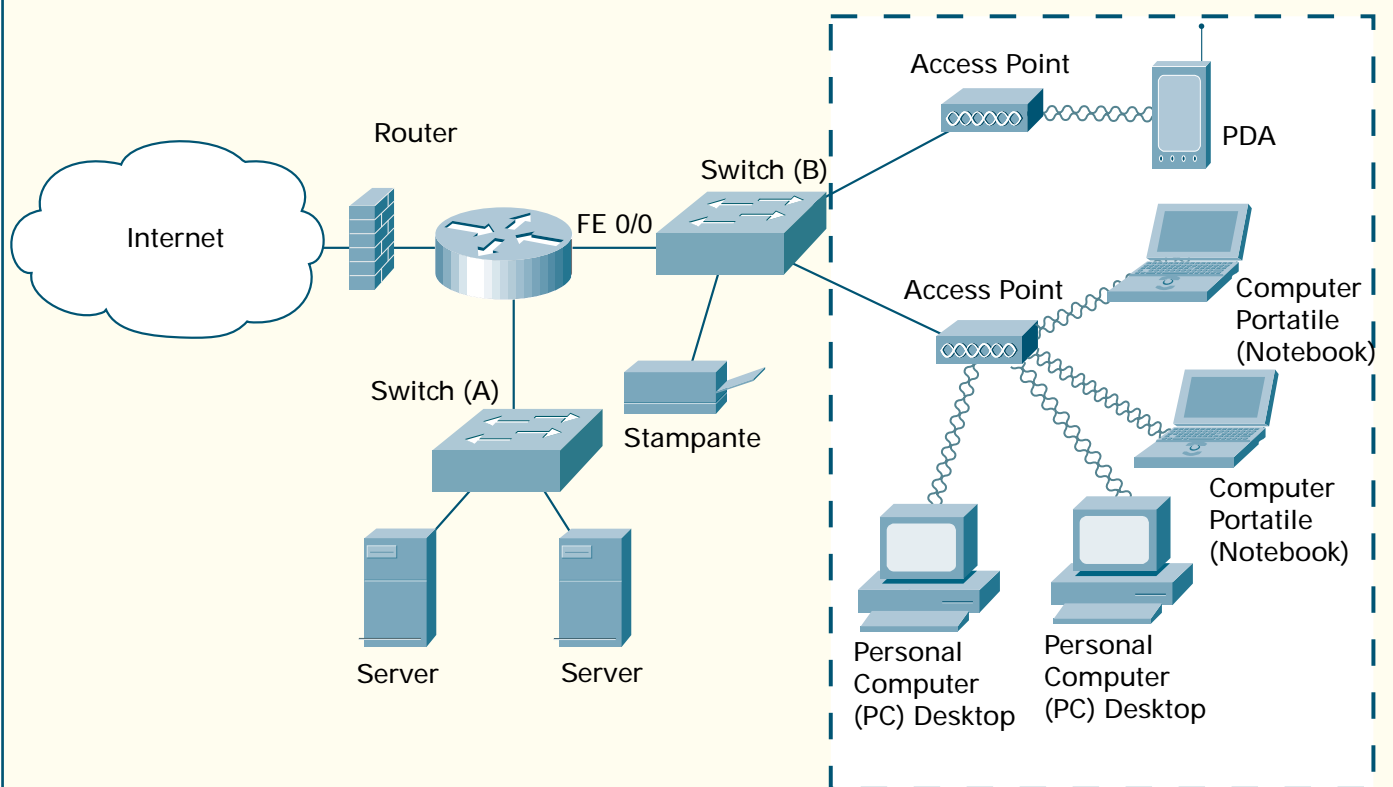 Access Point
PDA
Router
Switch (B)
Internet
FE 0/0
Access Point
Computer
Portatile
(Notebook)
Switch (A)
Stampante
Computer
Portatile
(Notebook)
Server
Server
Personal
Computer
(PC) Desktop
Personal
Computer
(PC) Desktop